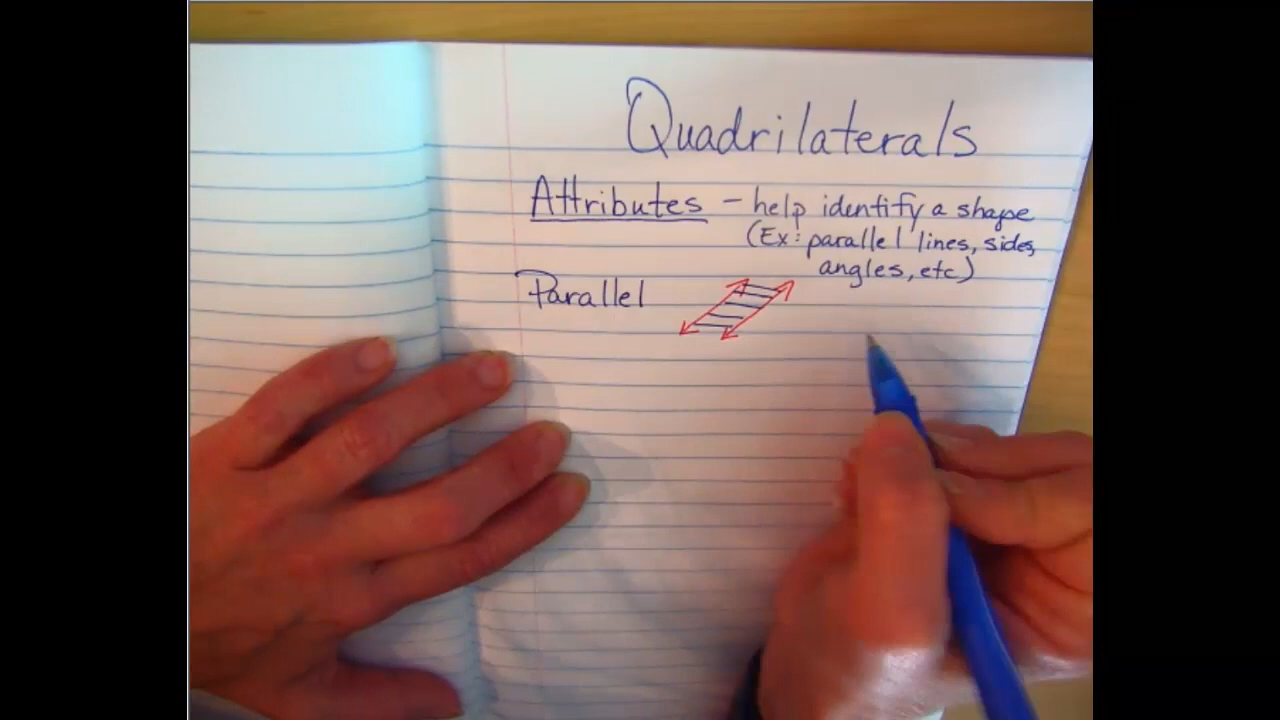 Quadrilaterals
Attributes - help identify a shape
(Ex: parallel lines, sides,
angles, etc)
Parallel